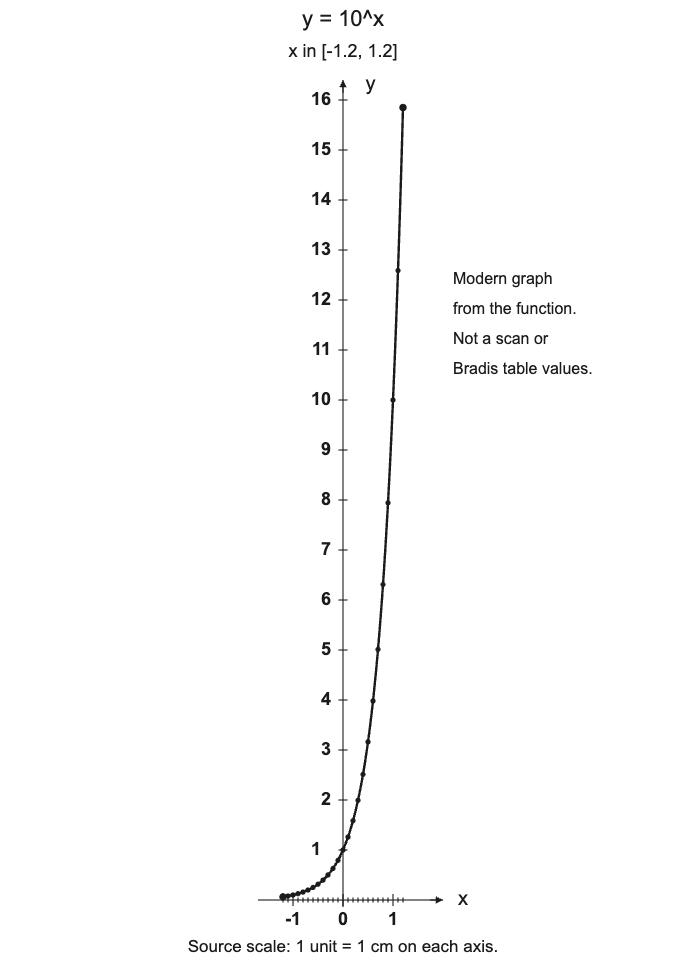 y = 10^x
x in [-1.2, 1.2]
y
16
15
14
13
12
11
10
9
8
7
6
5
4
3
2
1
Modern graph
from the function.
Not a scan or
Bradis table values.
x
-1 0 1
Source scale: 1 unit = 1 cm on each axis.